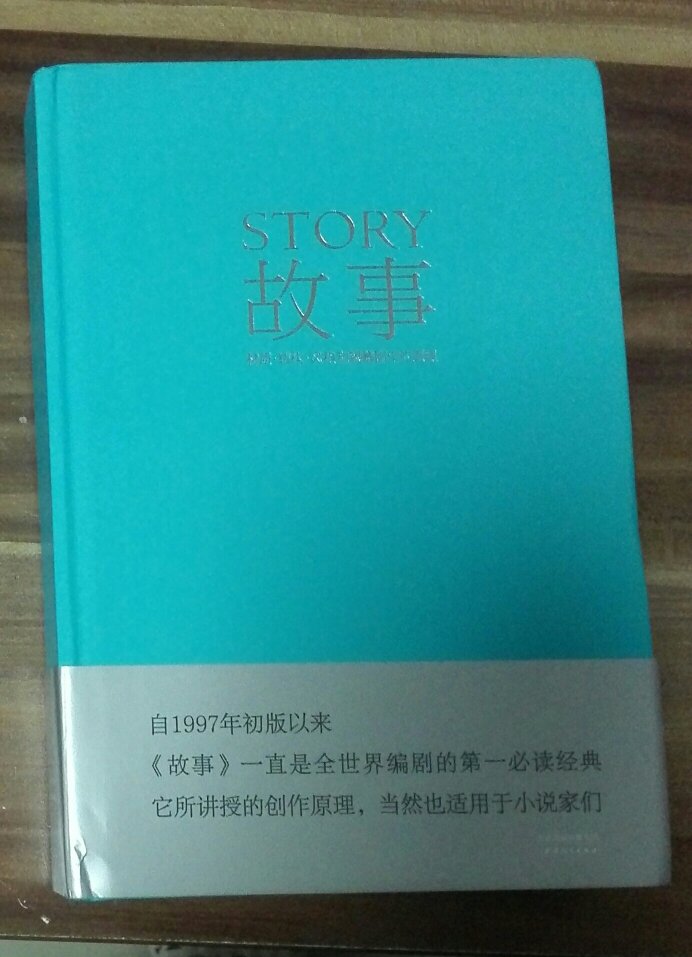 STORY
故事
自1997年初版以来
《故事》一直是全世界编剧的第一必读经典
它所讲授的创作原理，当然也适用于小说家们